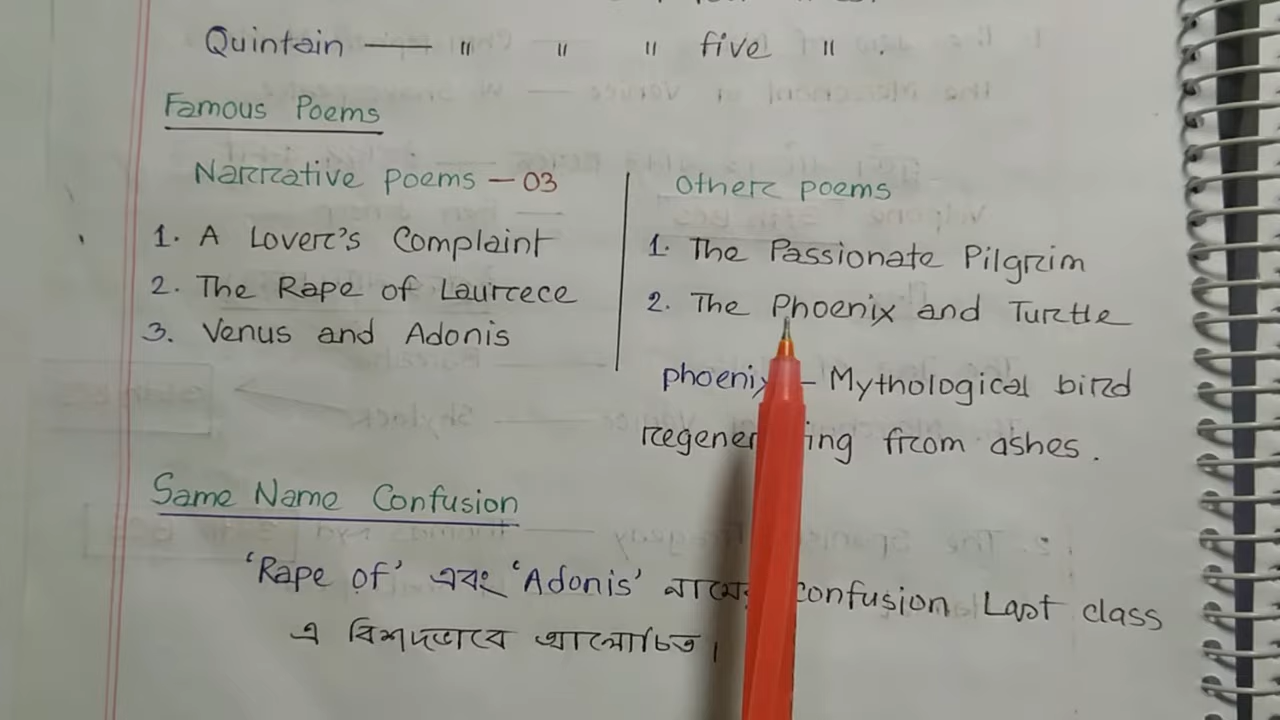 Quintain — " " " five " .
Famous Poems
Narrative poems – 03
1. A Lover's Complaint
2. The Rape of Laurcece
3. Venus and Adonis
Other poems
1. The Passionate Pilgrim
2. The Phoenix and Turtle
phoenix – Mythological bird
ing from ashes.
Same Name Confusion
'Rape of' এবং 'Adonis' নামের confusion Last class
এ বিশদভাবে আলোচিত।